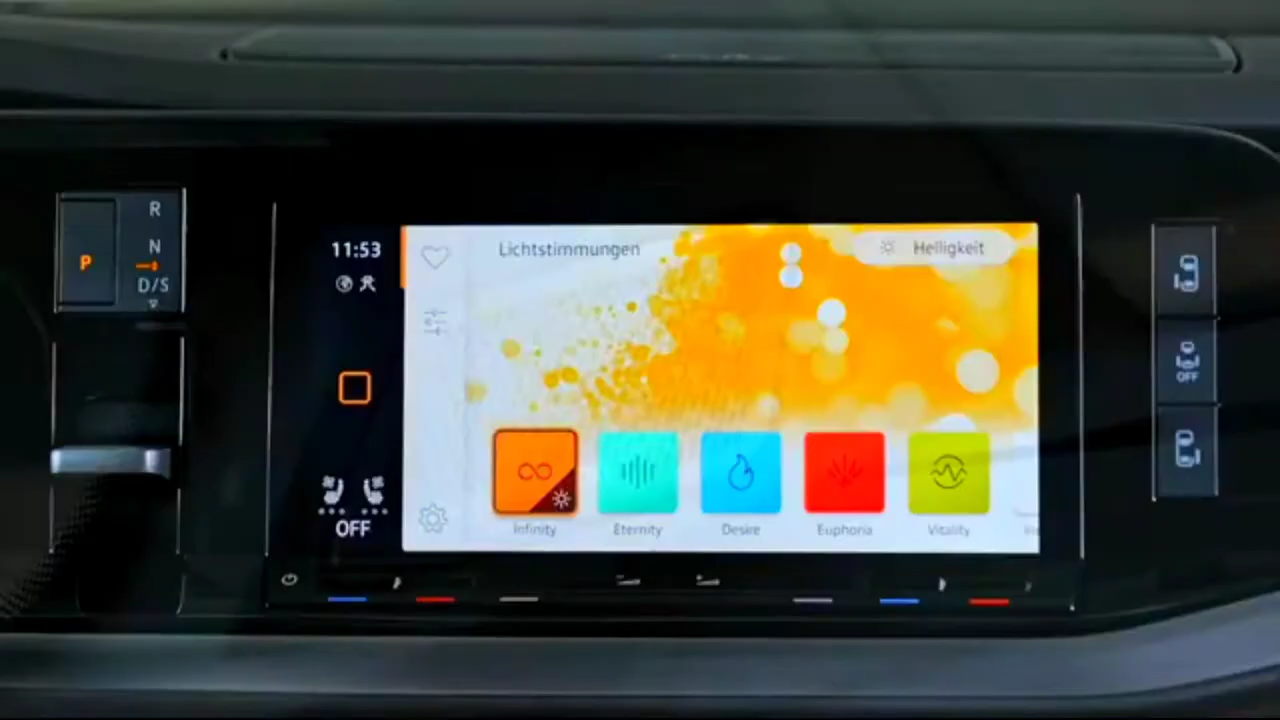 R
N
P
D/S
11:53
OFF
Lichtstimmungen
Helligkeit
Infinity
Eternity
Desire
Euphoria
Vitality
OFF